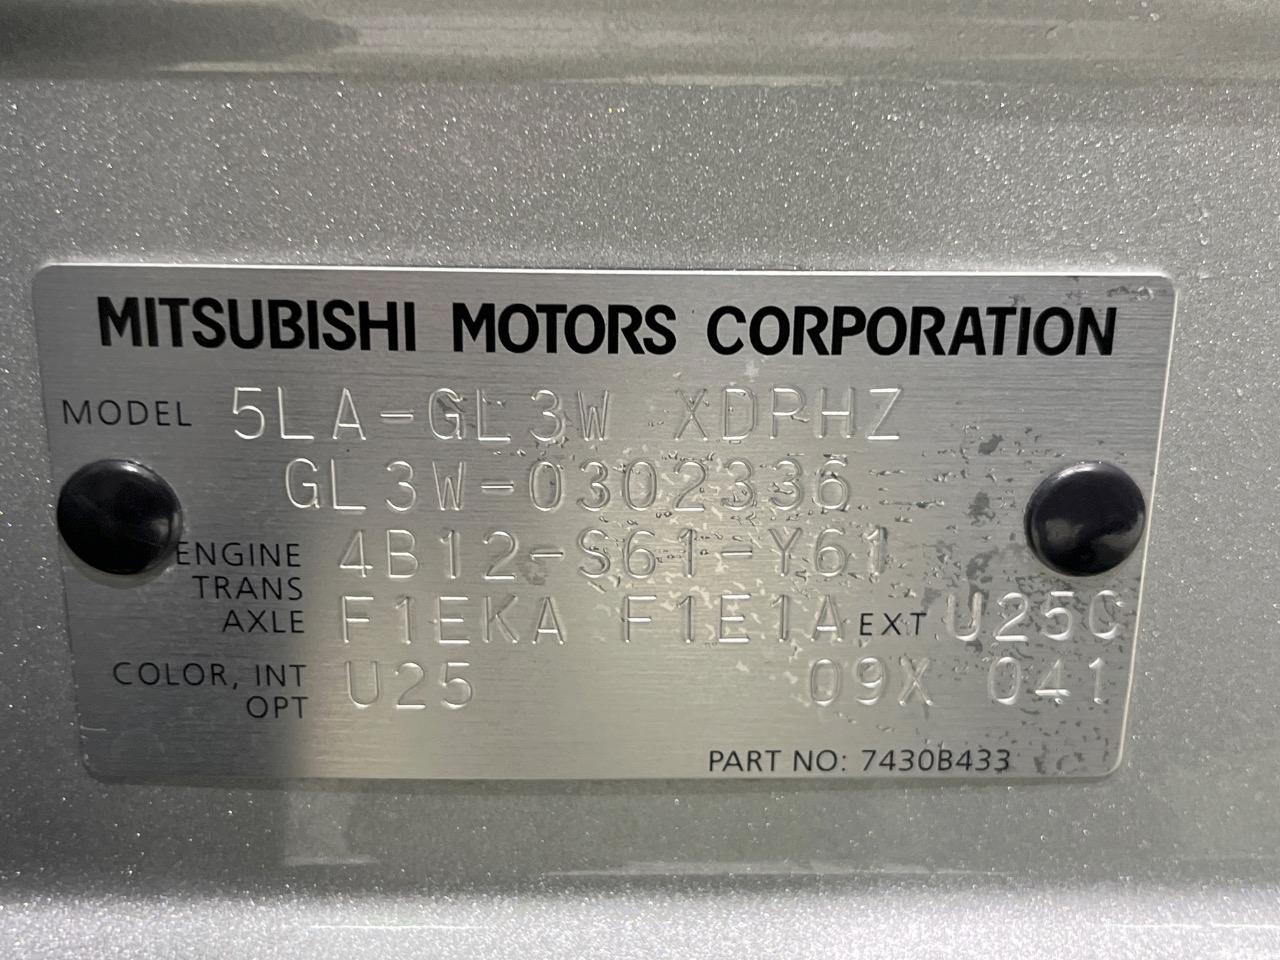 MITSUBISHI MOTORS CORPORATION
MODEL 5LA-GL3W XDPHZ
GL3W-0302336
ENGINE 4B12-S61-Y61
TRANS
AXLE F1EKA F1E1A EXT U25C
COLOR, INT U25 09X 041
OPT
PART NO: 7430B433